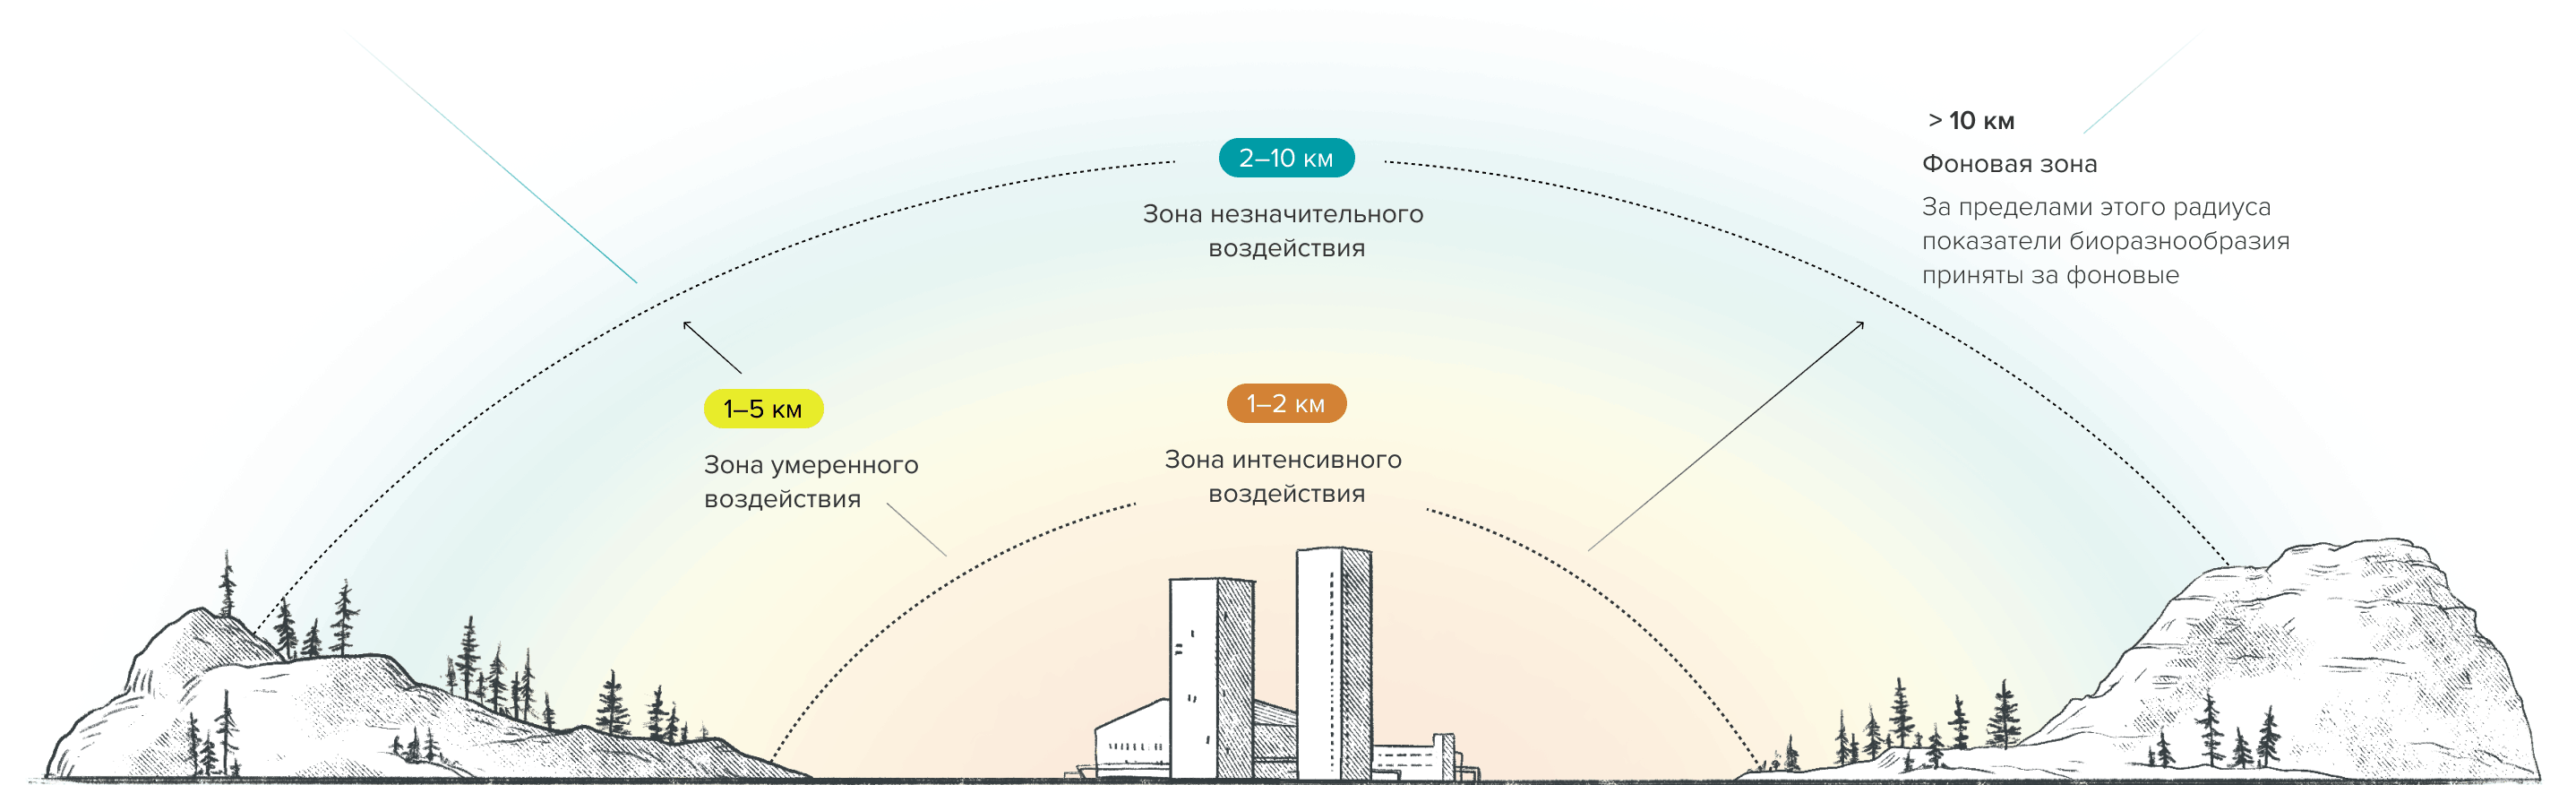 > 10 км
Фоновая зона
За пределами этого радиуса
показатели биоразнообразия
приняты за фоновые
2–10 км
Зона незначительного
воздействия
1–5 км
Зона умеренного
воздействия
1–2 км
Зона интенсивного
воздействия